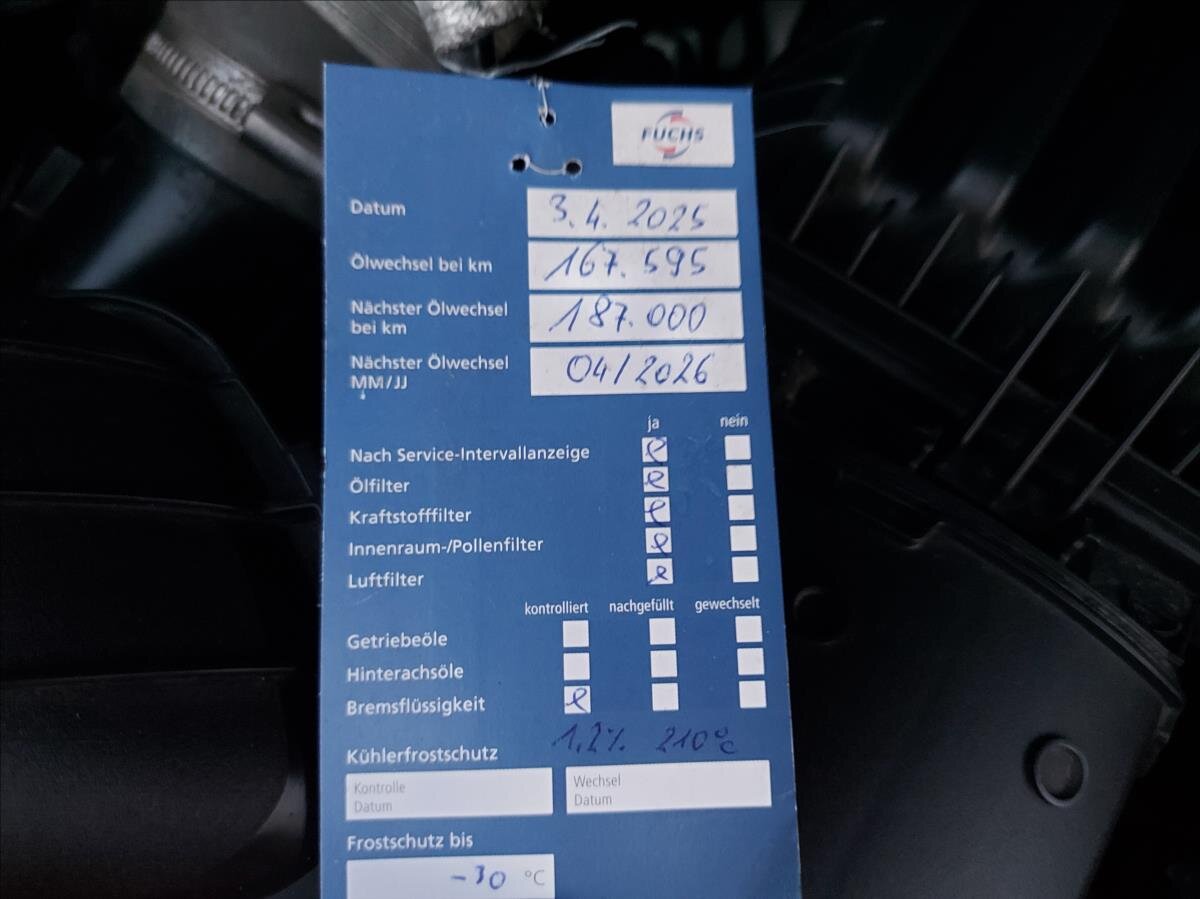 FUCHS
Datum 3.4.2025
Ölwechsel bei km 167.595
Nächster Ölwechsel
bei km 187.000
Nächster Ölwechsel
MM/JJ 04/2026
ja nein
Nach Service-Intervallanzeige
Ölfilter
Kraftstofffilter
Innenraum-/Pollenfilter
Luftfilter
kontrolliert nachgefüllt gewechselt
Getriebeöle
Hinterachsöle
Bremsflüssigkeit
1,2% 210°C
Kühlerfrostschutz
Kontrolle
Datum
Wechsel
Datum
Frostschutz bis
-30 °C